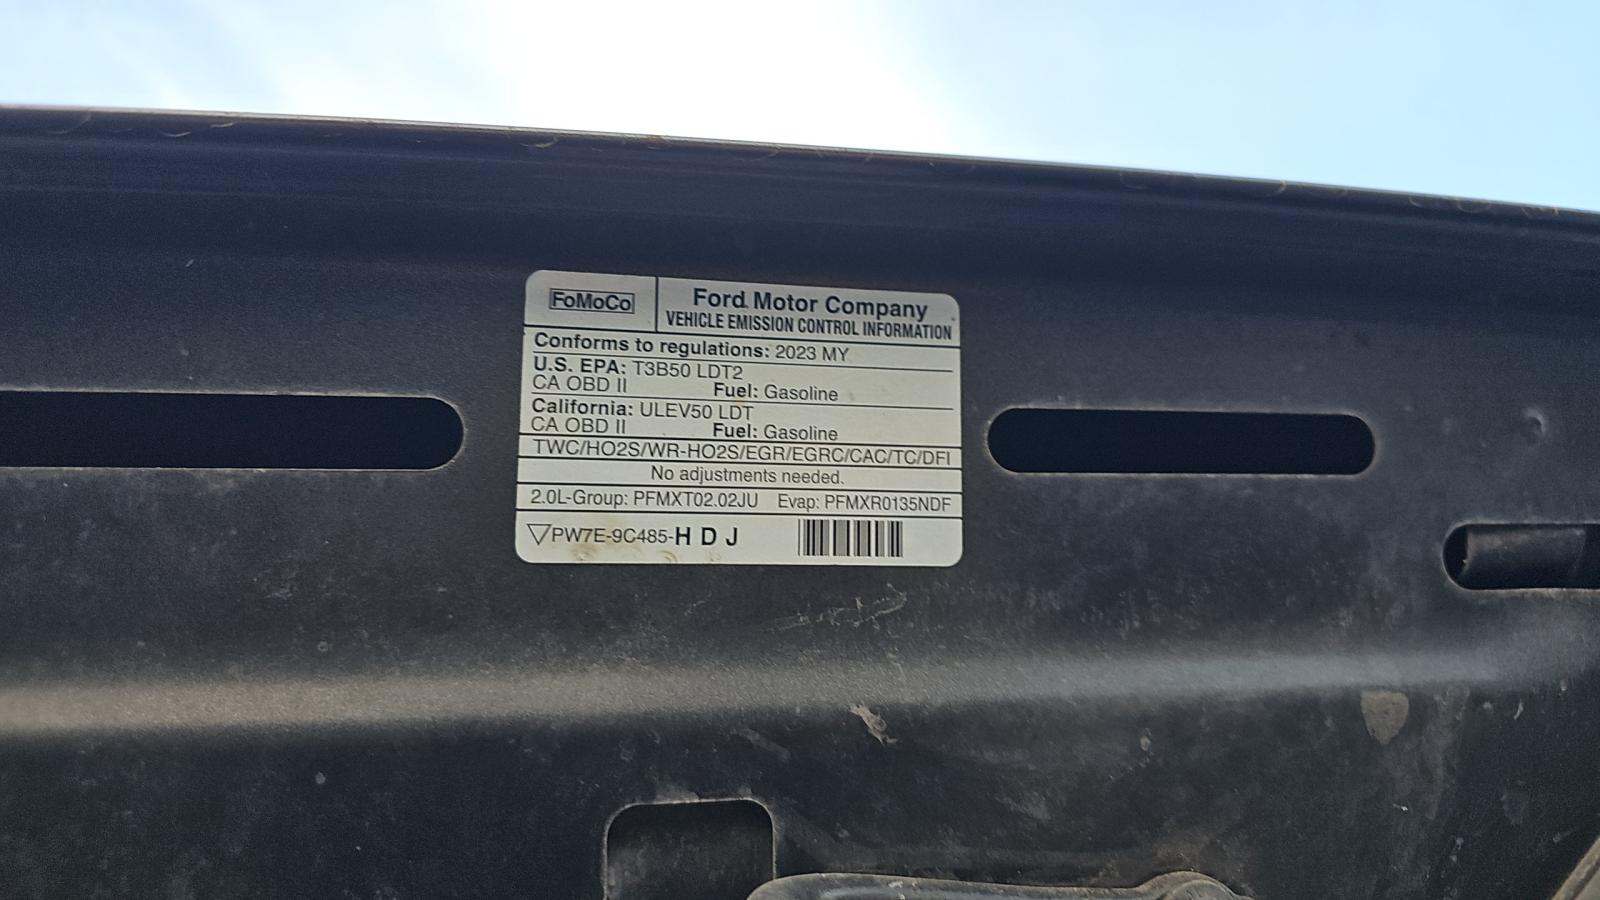 FoMoCo
Ford Motor Company
VEHICLE EMISSION CONTROL INFORMATION
Conforms to regulations: 2023 MY
U.S. EPA: T3B50 LDT2
CA OBD II Fuel: Gasoline
California: ULEV50 LDT
CA OBD II Fuel: Gasoline
TWC/HO2S/WR-HO2S/EGR/EGRC/CAC/TC/DFI
No adjustments needed.
2.0L-Group: PFMXT02.02JU Evap: PFMXR0135NDF
PW7E-9C485-H D J